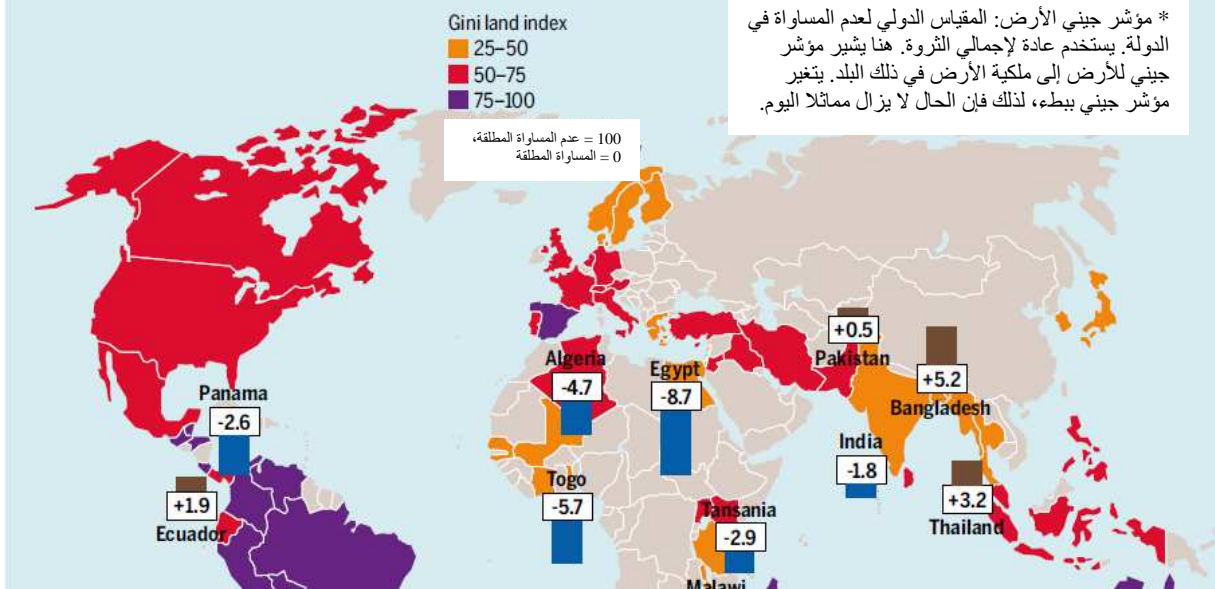 Gini land index
25–50
50–75
75–100
100 = عدم المساواة المطلقة،
0 = المساواة المطلقة
* مؤشر جيني الأرض: المقياس الدولي لعدم المساواة في
الدولة. يستخدم عادة لإجمالي الثروة. هنا يشير مؤشر
جيني للأرض إلى ملكية الأرض في ذلك البلد. يتغير
مؤشر جيني ببطء، لذلك فإن الحال لا يزال مماثلا اليوم.
Panama
-2.6
+1.9
Ecuador
Algeria
-4.7
Egypt
-8.7
Togo
-5.7
Tansania
-2.9
Malawi
+0.5
Pakistan
+5.2
Bangladesh
India
-1.8
+3.2
Thailand